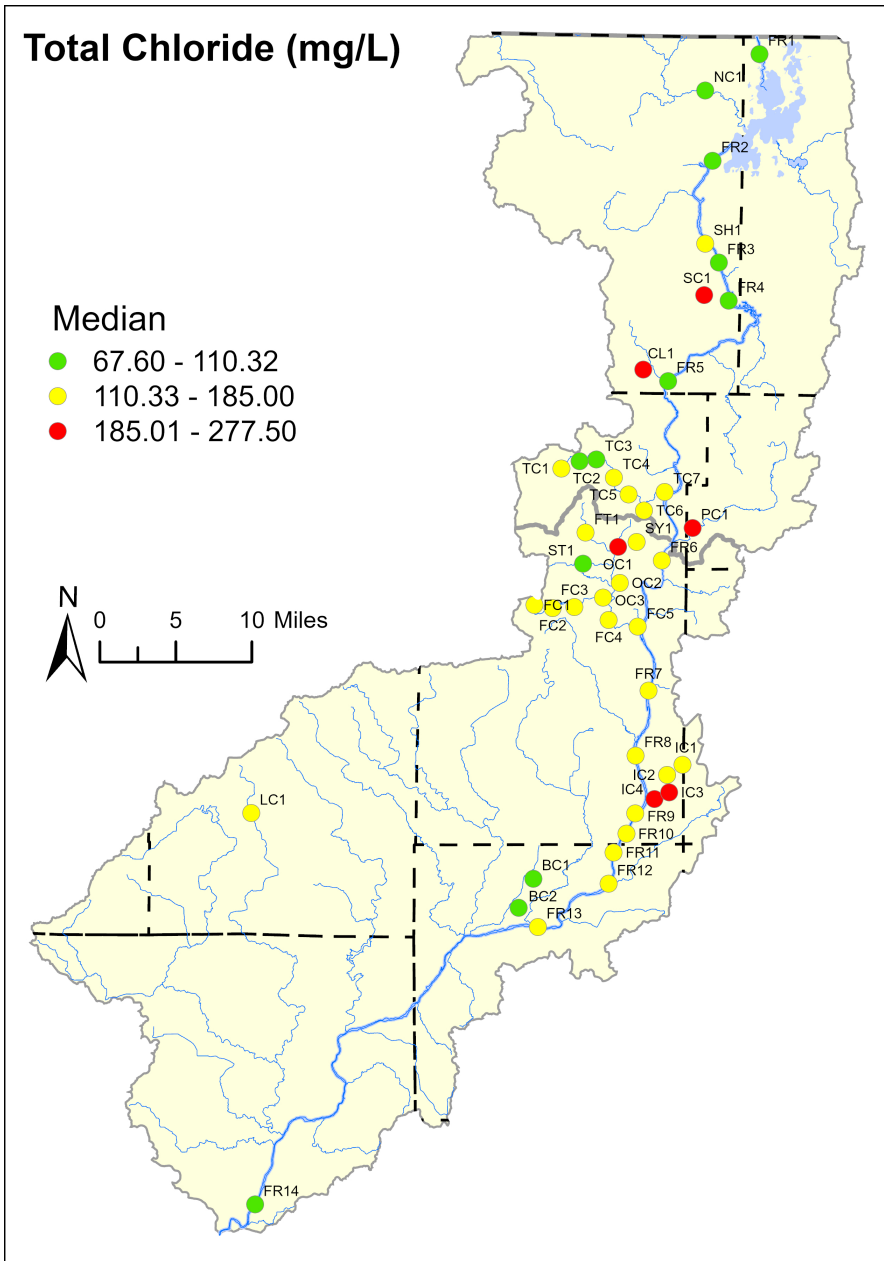 Total Chloride (mg/L)
FR1
NC1
FR2
SH1
FR3
SC1
FR4
Median
67.60 - 110.32
110.33 - 185.00
185.01 - 277.50
CL1
FR5
TC3
TC1
TC2
TC4
TC5
TC7
TC6
PC1
FT1
SY1
ST1
OC1
FR6
OC2
FC3
OC3
FC1
FC2
FC4
FC5
N
0 5 10 Miles
FR7
FR8
IC1
IC2
IC4
IC3
LC1
FR9
FR10
FR11
BC1
FR12
BC2
FR13
FR14